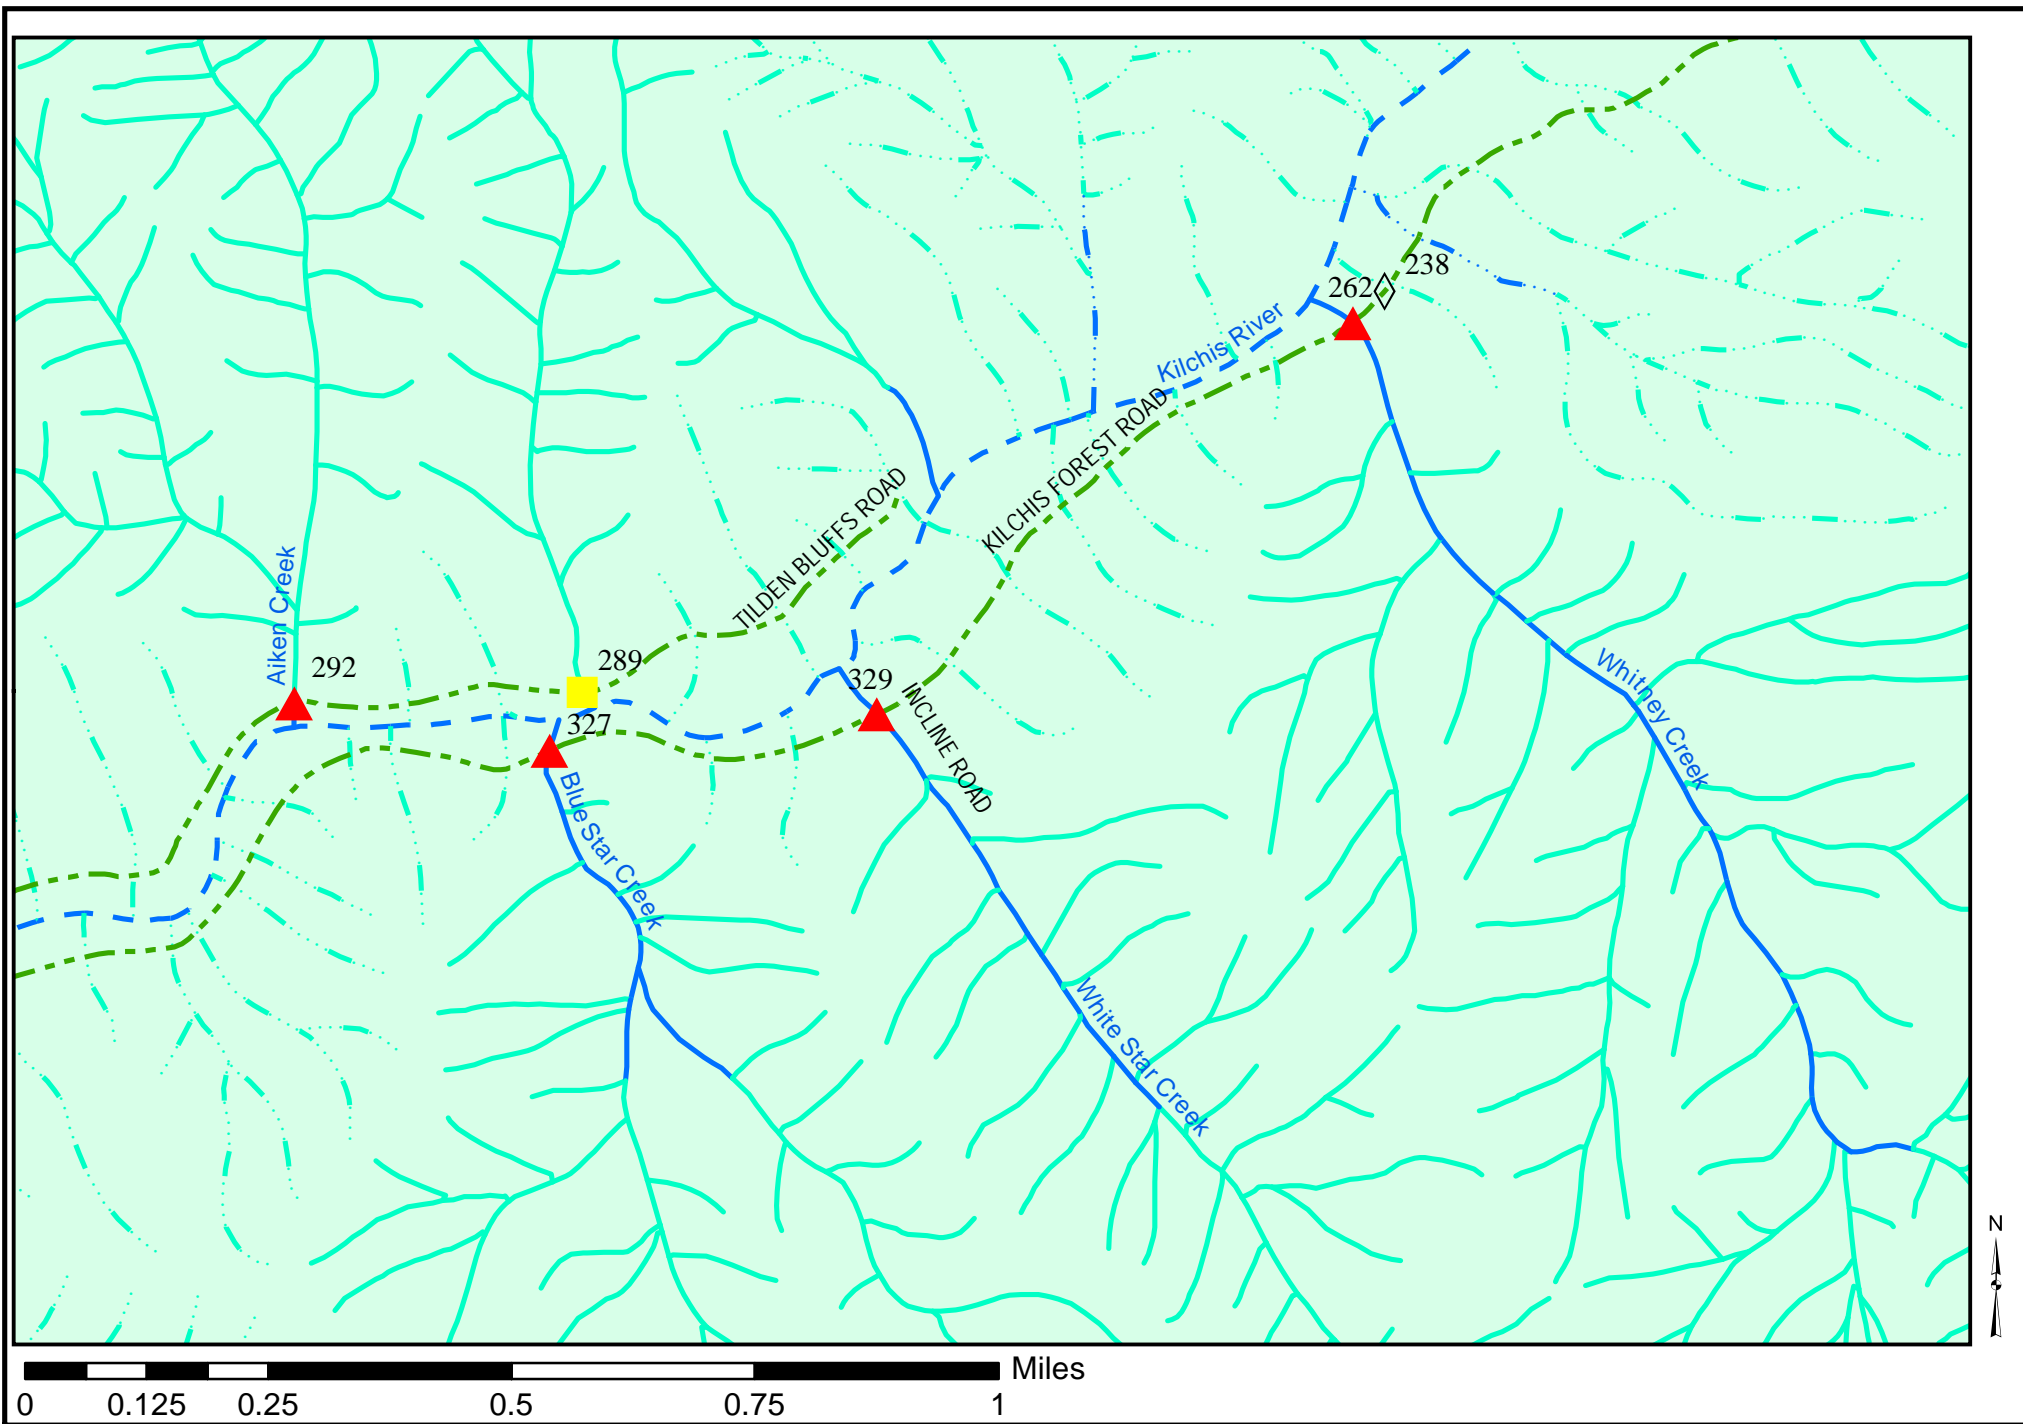 238
262
Kilchis River
KILCHIS FOREST ROAD
TILDEN BLUFFS ROAD
Aiken Creek
292
289
329
327
INCLINE ROAD
Whitney Creek
Blue Star Creek
White Star Creek
N
Miles
0 0.125 0.25 0.5 0.75 1